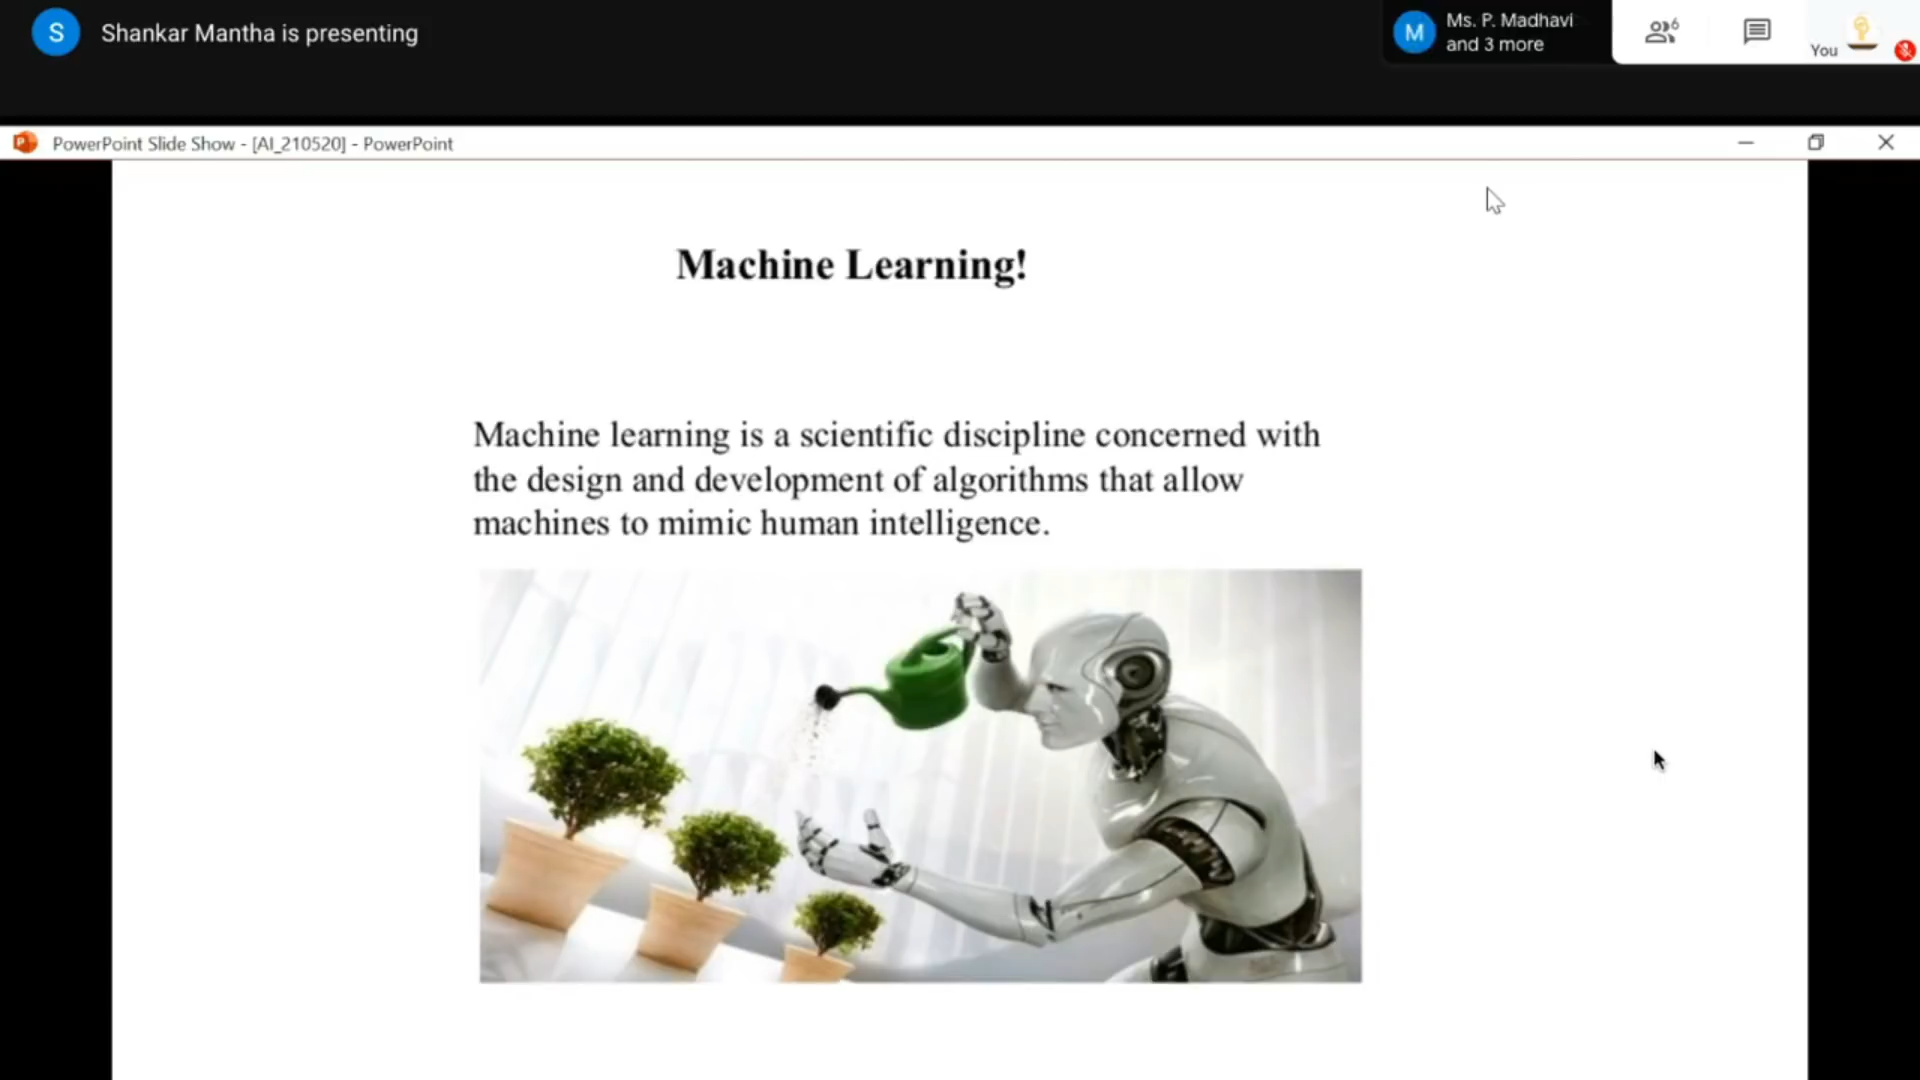 S Shankar Mantha is presenting
M Ms. P. Madhavi
and 3 more
6
You
PowerPoint Slide Show - [AI_210520] - PowerPoint
Machine Learning!
Machine learning is a scientific discipline concerned with
the design and development of algorithms that allow
machines to mimic human intelligence.